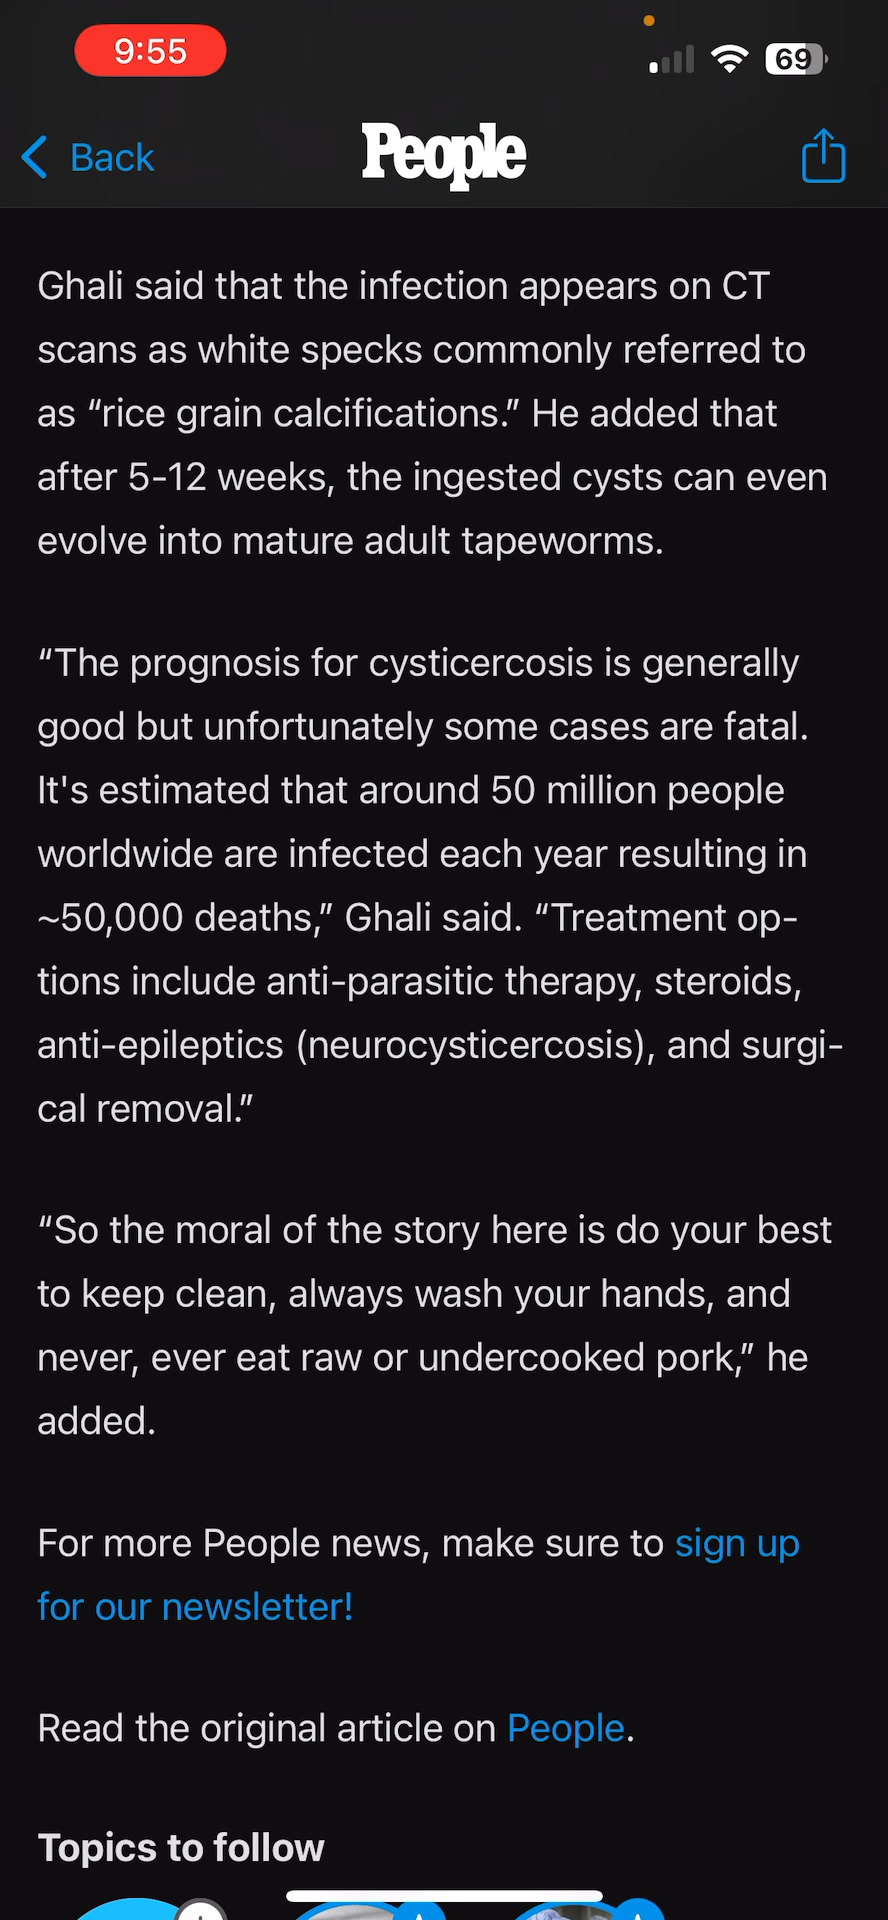 9:55
69
Back
People
Ghali said that the infection appears on CT
scans as white specks commonly referred to
as “rice grain calcifications.” He added that
after 5-12 weeks, the ingested cysts can even
evolve into mature adult tapeworms.
“The prognosis for cysticercosis is generally
good but unfortunately some cases are fatal.
It's estimated that around 50 million people
worldwide are infected each year resulting in
~50,000 deaths,” Ghali said. “Treatment op-
tions include anti-parasitic therapy, steroids,
anti-epileptics (neurocysticercosis), and surgi-
cal removal.”
“So the moral of the story here is do your best
to keep clean, always wash your hands, and
never, ever eat raw or undercooked pork,” he
added.
For more People news, make sure to sign up
for our newsletter!
Read the original article on People.
Topics to follow